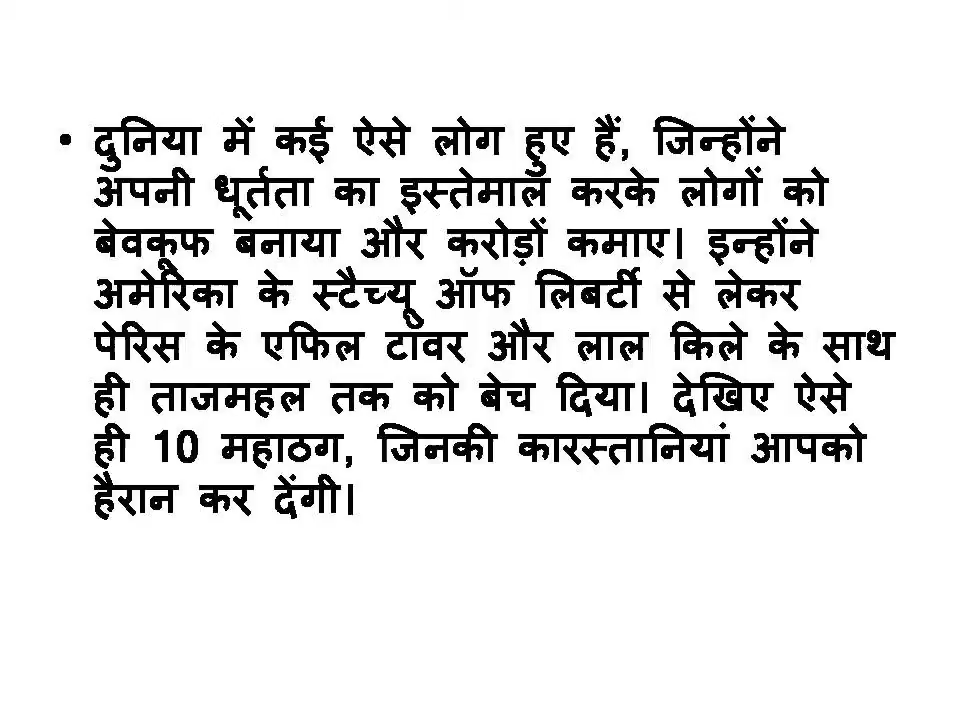 • दुनिया में कई ऐसे लोग हुए हैं, जिन्होंने
अपनी धूर्तता का इस्तेमाल करके लोगों को
बेवकूफ बनाया और करोड़ों कमाए। इन्होंने
अमेरिका के स्टैच्यू ऑफ लिबर्टी से लेकर
पेरिस के एफिल टॉवर और लाल किले के साथ
ही ताजमहल तक को बेच दिया। देखिए ऐसे
ही 10 महाठग, जिनकी कारस्तानियां आपको
हैरान कर देंगी।